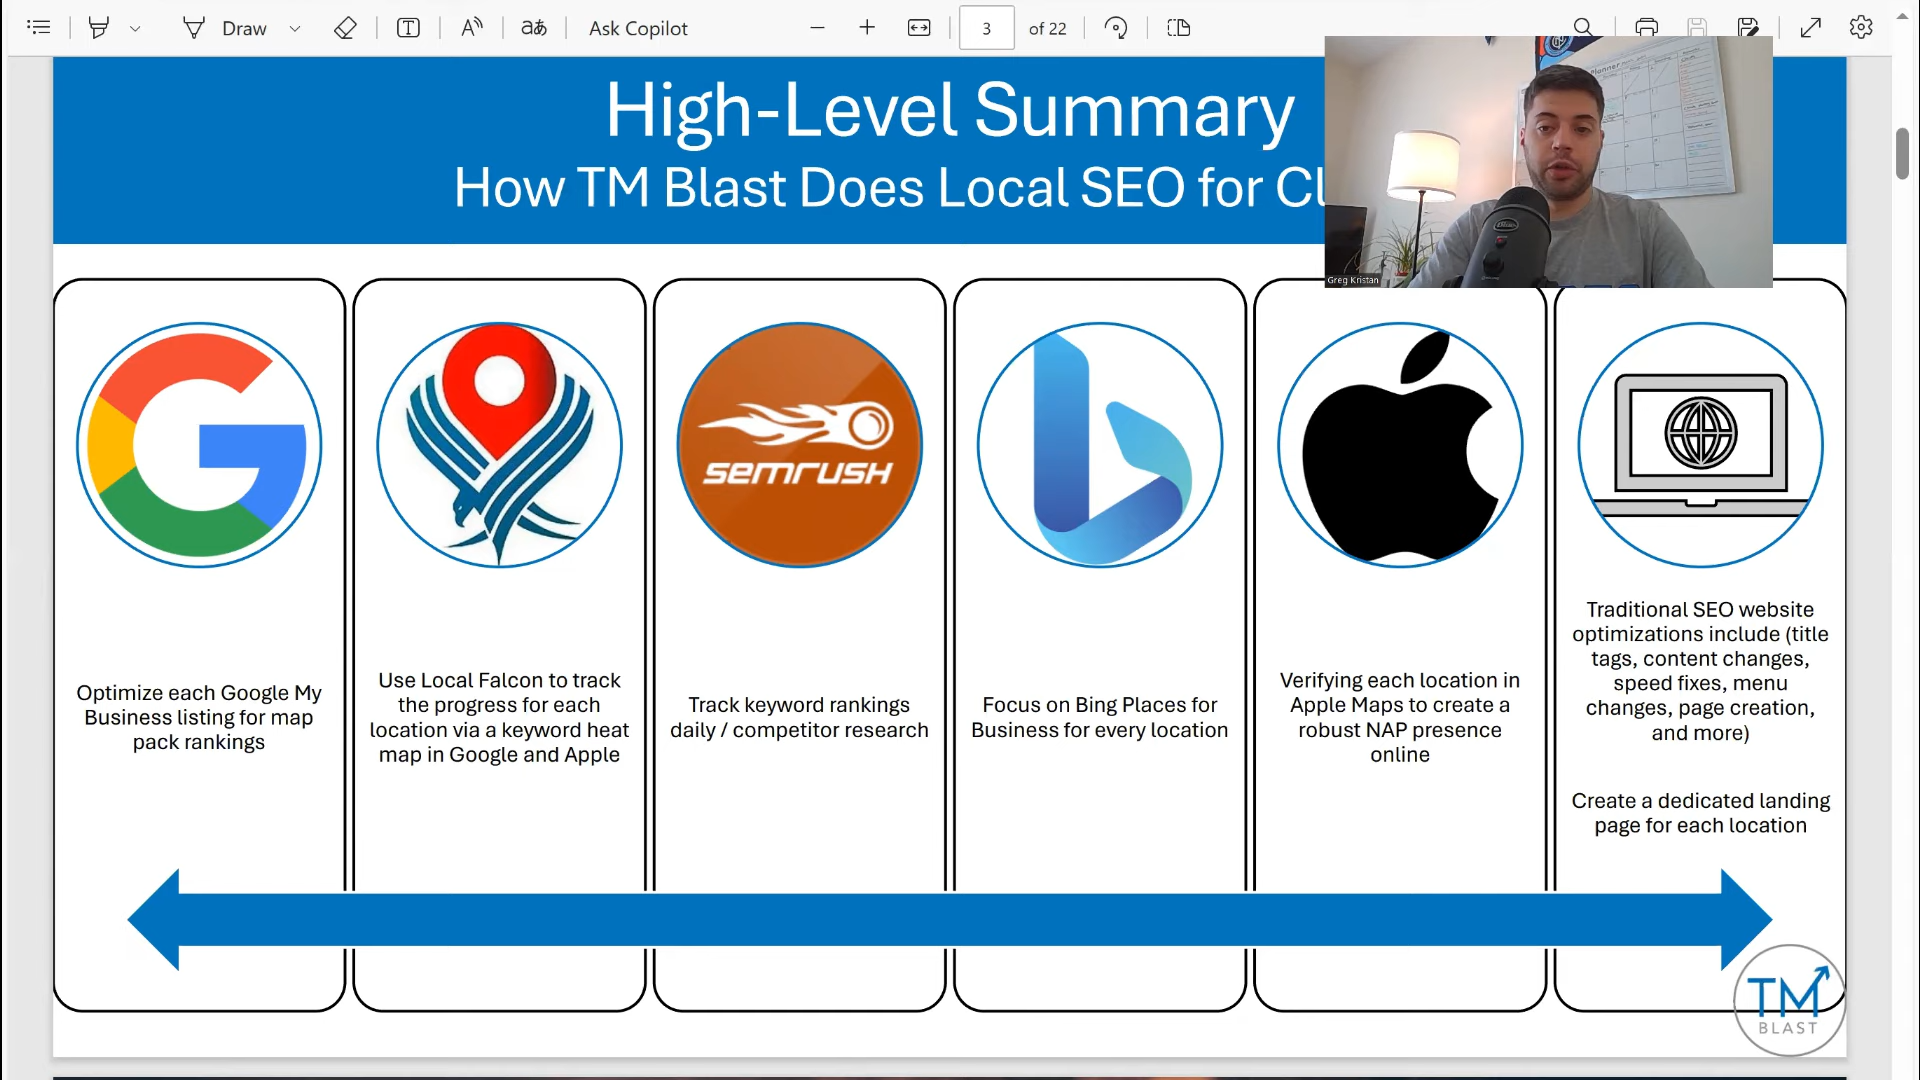 Draw
Ask Copilot
3
of 22
High-Level Summary
How TM Blast Does Local SEO for Cl
Greg Kristan
semrush
Optimize each Google My
Business listing for map
pack rankings
Use Local Falcon to track
the progress for each
location via a keyword heat
map in Google and Apple
Track keyword rankings
daily / competitor research
Focus on Bing Places for
Business for every location
Verifying each location in
Apple Maps to create a
robust NAP presence
online
Traditional SEO website
optimizations include (title
tags, content changes,
speed fixes, menu
changes, page creation,
and more)
Create a dedicated landing
page for each location
TM
BLAST